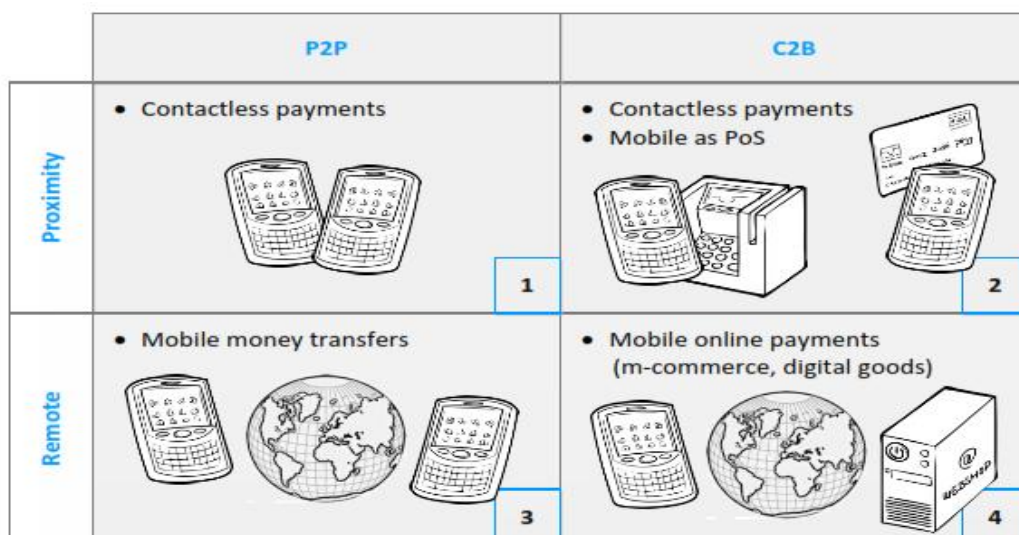 P2P
C2B
Proximity
• Contactless payments
1
• Contactless payments
• Mobile as PoS
2
Remote
• Mobile money transfers
3
• Mobile online payments
(m-commerce, digital goods)
@
WEBSHOP
4